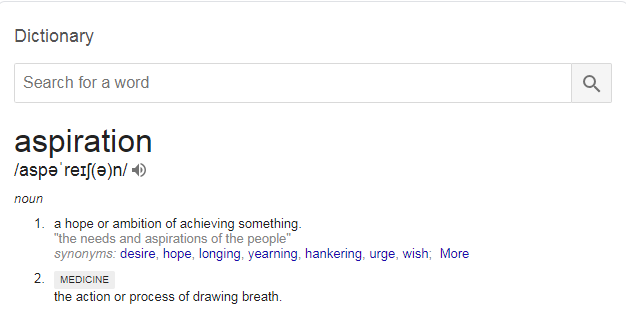 Dictionary
Search for a word
aspiration
/aspəˈreɪʃ(ə)n/
noun
1. a hope or ambition of achieving something.
"the needs and aspirations of the people"
synonyms: desire, hope, longing, yearning, hankering, urge, wish; More
2. MEDICINE
the action or process of drawing breath.